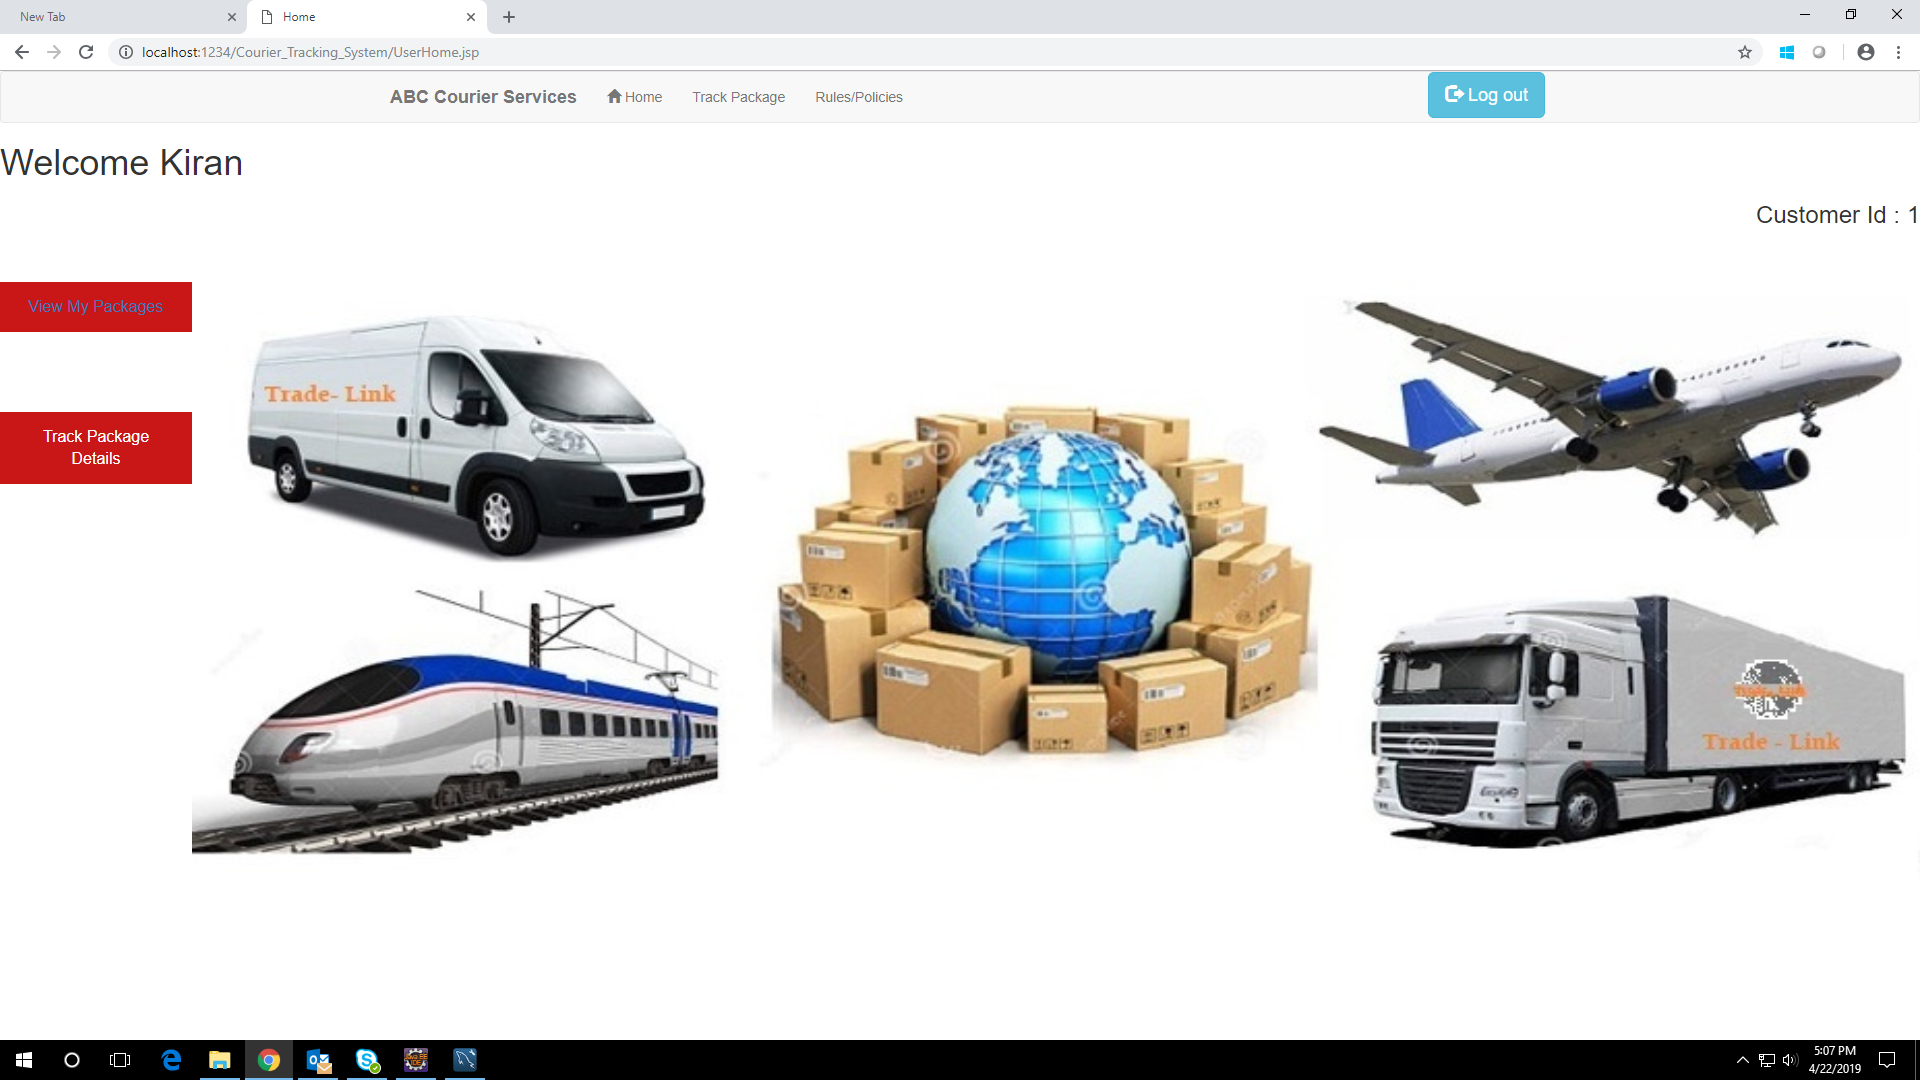 New Tab
Home
localhost:1234/Courier_Tracking_System/UserHome.jsp
ABC Courier Services
Home
Track Package
Rules/Policies
Log out
Welcome Kiran
Customer Id : 1
View My Packages
Track Package
Details
Trade- Link
Trade - Link
5:07 PM
4/22/2019